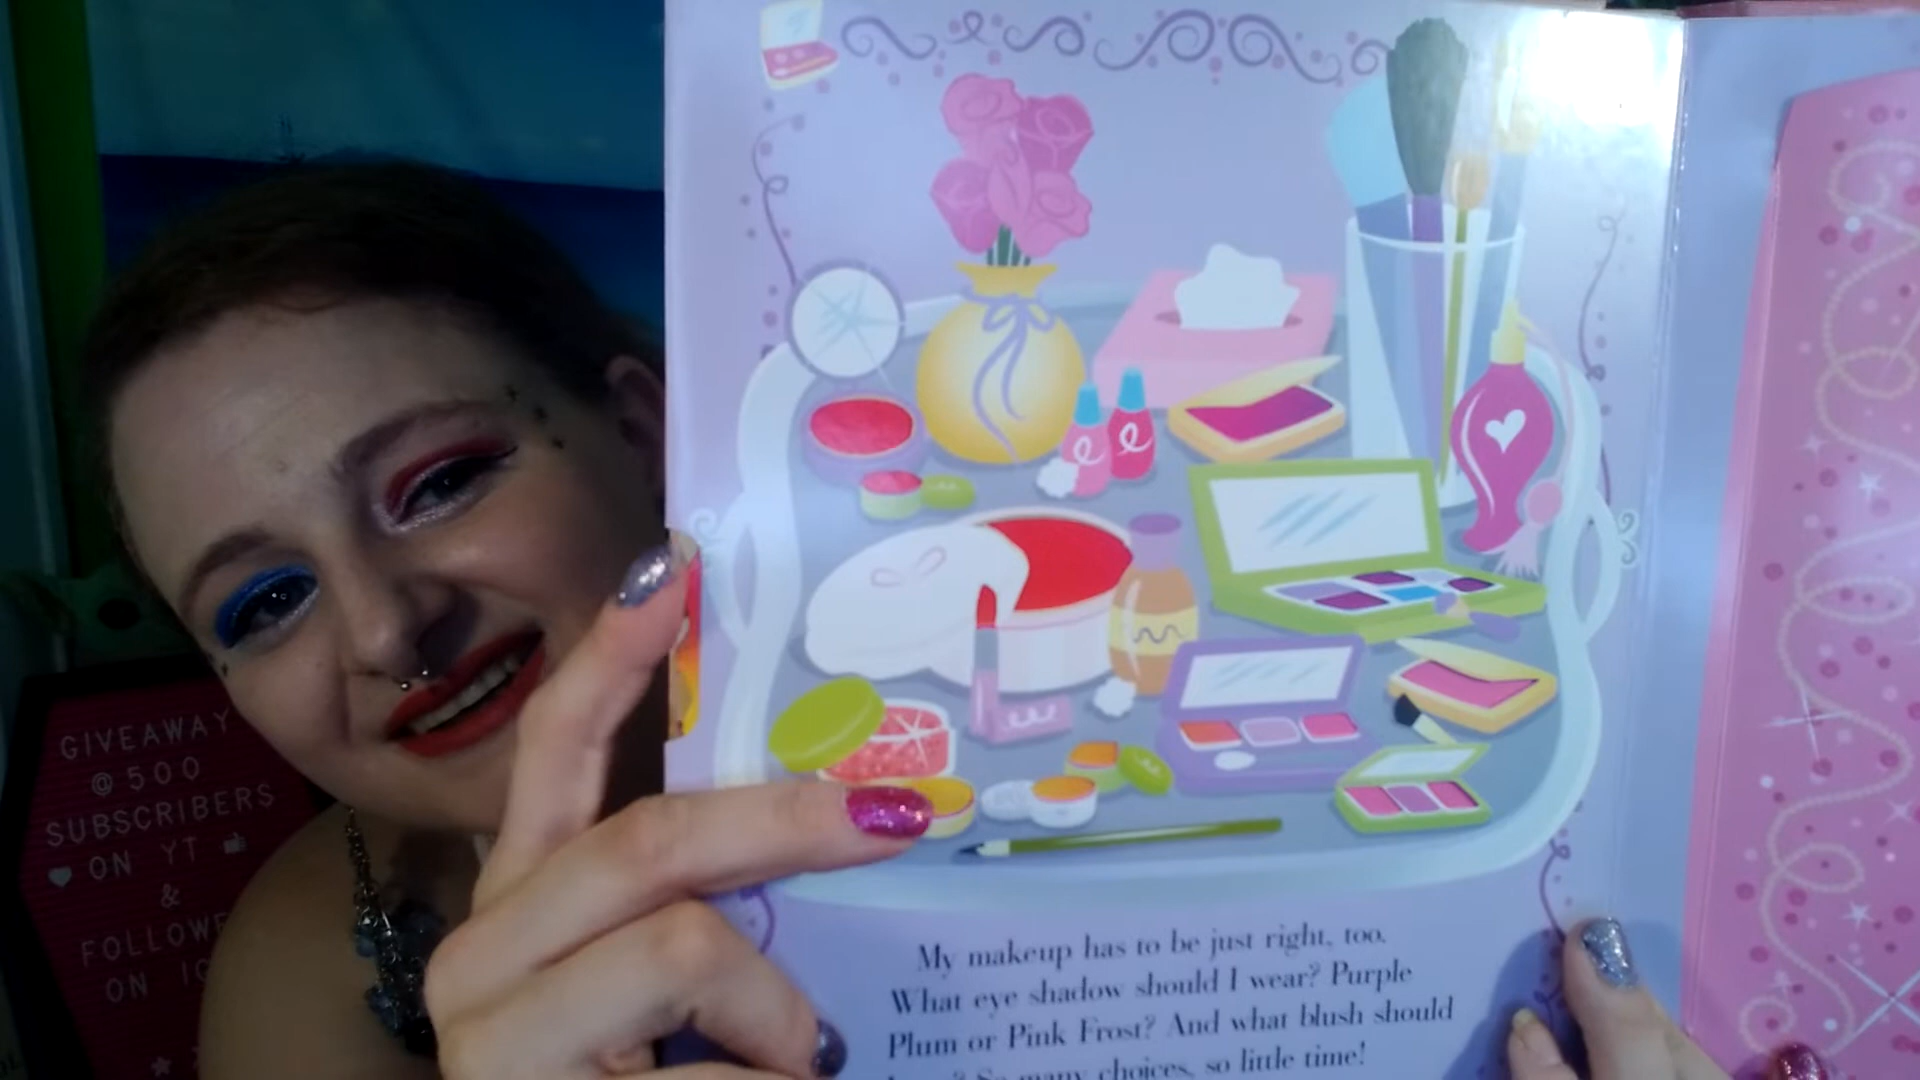 GIVEAWAY
@500
SUBSCRIBERS
ON YT
&
FOLLOWE
ON IG
My makeup has to be just right, too.
What eye shadow should I wear? Purple
Plum or Pink Frost? And what blush should
So many choices, so little time!